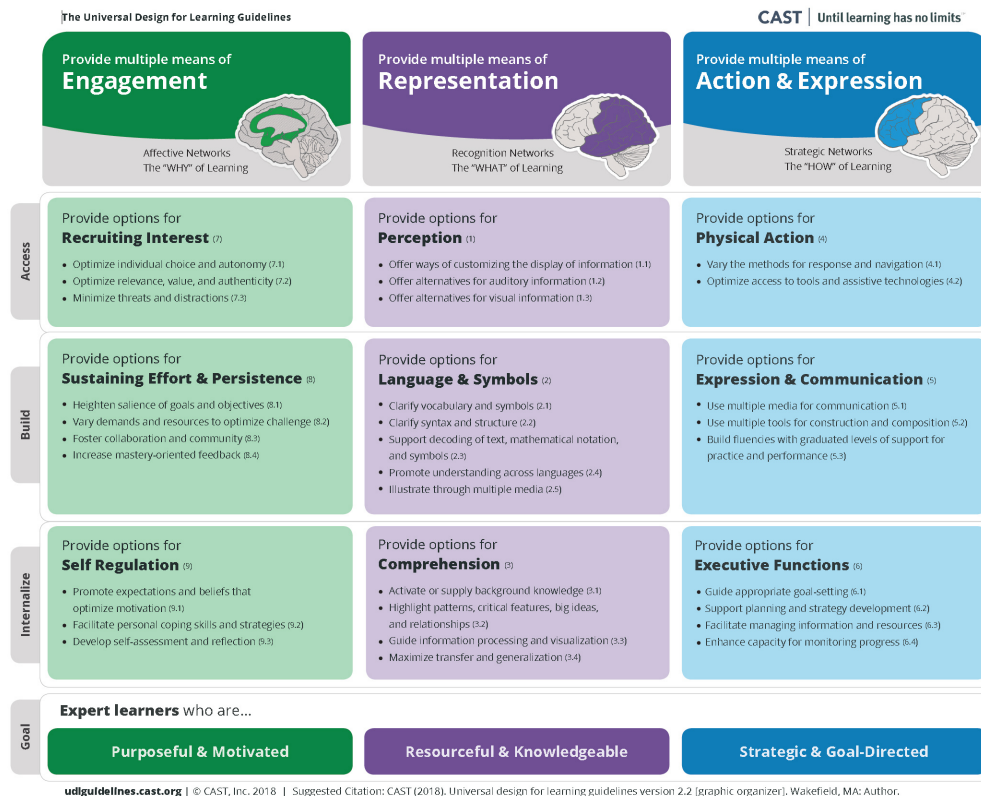 The Universal Design for Learning Guidelines
CAST | Until learning has no limits™
Provide multiple means of
Engagement
Affective Networks
The “WHY” of Learning
Provide multiple means of
Representation
Recognition Networks
The “WHAT” of Learning
Provide multiple means of
Action & Expression
Strategic Networks
The “HOW” of Learning
Access
Provide options for
Recruiting Interest (7)
• Optimize individual choice and autonomy (7.1)
• Optimize relevance, value, and authenticity (7.2)
• Minimize threats and distractions (7.3)
Provide options for
Perception (1)
• Offer ways of customizing the display of information (1.1)
• Offer alternatives for auditory information (1.2)
• Offer alternatives for visual information (1.3)
Provide options for
Physical Action (4)
• Vary the methods for response and navigation (4.1)
• Optimize access to tools and assistive technologies (4.2)
Build
Provide options for
Sustaining Effort & Persistence (8)
• Heighten salience of goals and objectives (8.1)
• Vary demands and resources to optimize challenge (8.2)
• Foster collaboration and community (8.3)
• Increase mastery-oriented feedback (8.4)
Provide options for
Language & Symbols (2)
• Clarify vocabulary and symbols (2.1)
• Clarify syntax and structure (2.2)
• Support decoding of text, mathematical notation,
and symbols (2.3)
• Promote understanding across languages (2.4)
• Illustrate through multiple media (2.5)
Provide options for
Expression & Communication (5)
• Use multiple media for communication (5.1)
• Use multiple tools for construction and composition (5.2)
• Build fluencies with graduated levels of support for
practice and performance (5.3)
Internalize
Provide options for
Self Regulation (9)
• Promote expectations and beliefs that
optimize motivation (9.1)
• Facilitate personal coping skills and strategies (9.2)
• Develop self-assessment and reflection (9.3)
Provide options for
Comprehension (3)
• Activate or supply background knowledge (3.1)
• Highlight patterns, critical features, big ideas,
and relationships (3.2)
• Guide information processing and visualization (3.3)
• Maximize transfer and generalization (3.4)
Provide options for
Executive Functions (6)
• Guide appropriate goal-setting (6.1)
• Support planning and strategy development (6.2)
• Facilitate managing information and resources (6.3)
• Enhance capacity for monitoring progress (6.4)
Goal
Expert learners who are...
Purposeful & Motivated
Resourceful & Knowledgeable
Strategic & Goal-Directed
udlguidelines.cast.org | © CAST, Inc. 2018 | Suggested Citation: CAST (2018). Universal design for learning guidelines version 2.2 [graphic organizer]. Wakefield, MA: Author.